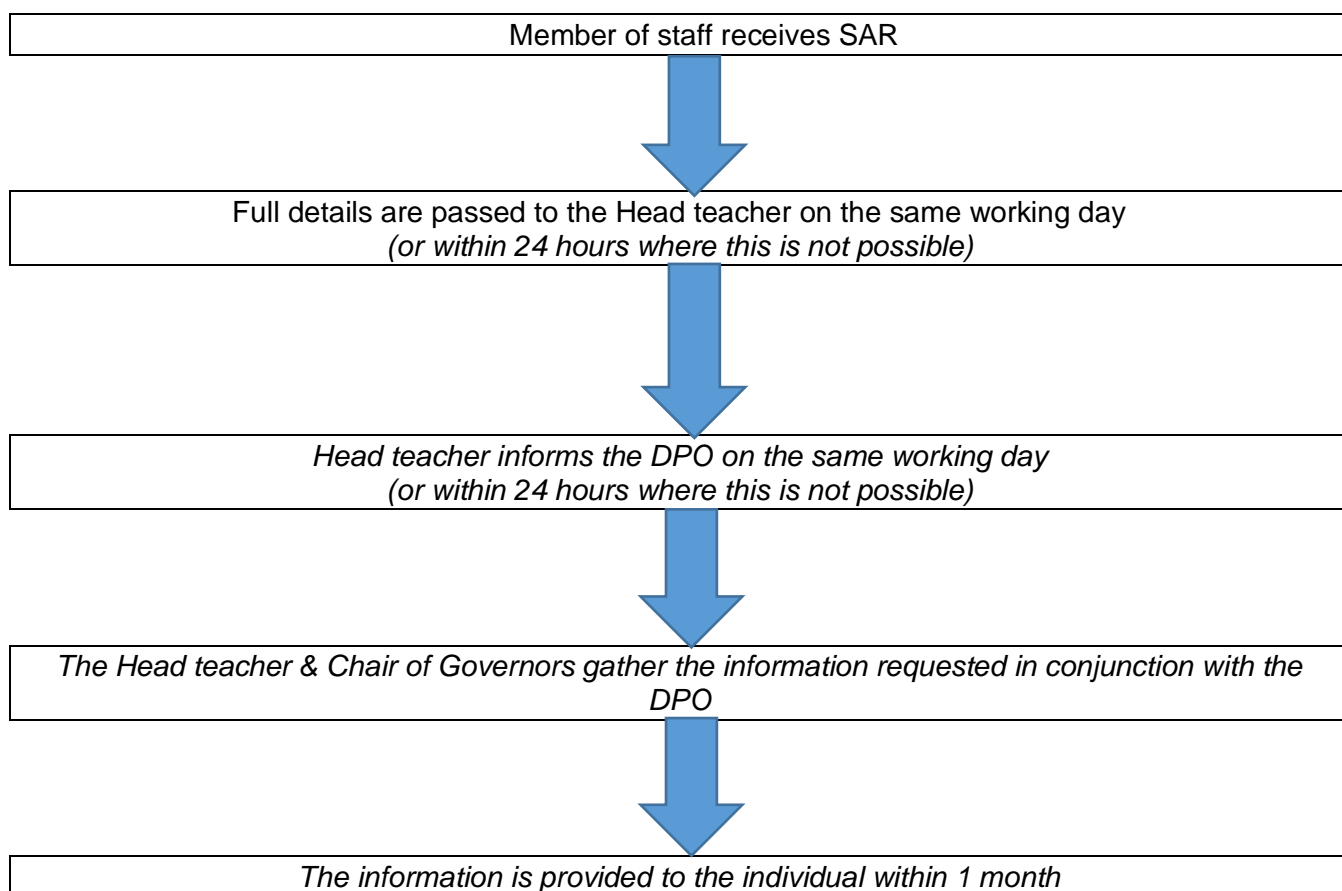 Member of staff receives SAR
Full details are passed to the Head teacher on the same working day
(or within 24 hours where this is not possible)
Head teacher informs the DPO on the same working day
(or within 24 hours where this is not possible)
The Head teacher & Chair of Governors gather the information requested in conjunction with the
DPO
The information is provided to the individual within 1 month